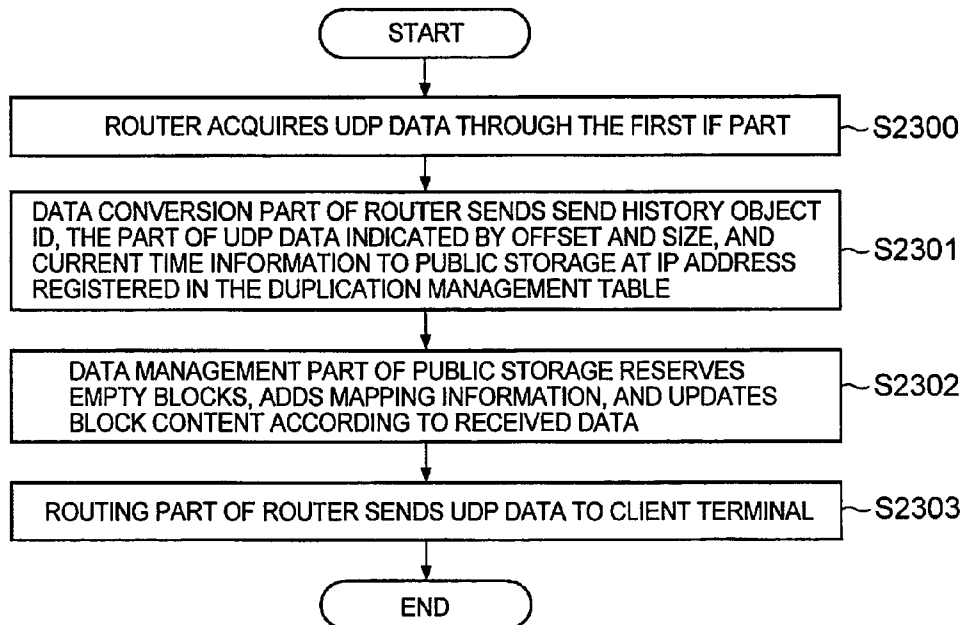 START
ROUTER ACQUIRES UDP DATA THROUGH THE FIRST IF PART
~S2300
DATA CONVERSION PART OF ROUTER SENDS SEND HISTORY OBJECT
ID, THE PART OF UDP DATA INDICATED BY OFFSET AND SIZE, AND
CURRENT TIME INFORMATION TO PUBLIC STORAGE AT IP ADDRESS
REGISTERED IN THE DUPLICATION MANAGEMENT TABLE
~S2301
DATA MANAGEMENT PART OF PUBLIC STORAGE RESERVES
EMPTY BLOCKS, ADDS MAPPING INFORMATION, AND UPDATES
BLOCK CONTENT ACCORDING TO RECEIVED DATA
~S2302
ROUTING PART OF ROUTER SENDS UDP DATA TO CLIENT TERMINAL
~S2303
END